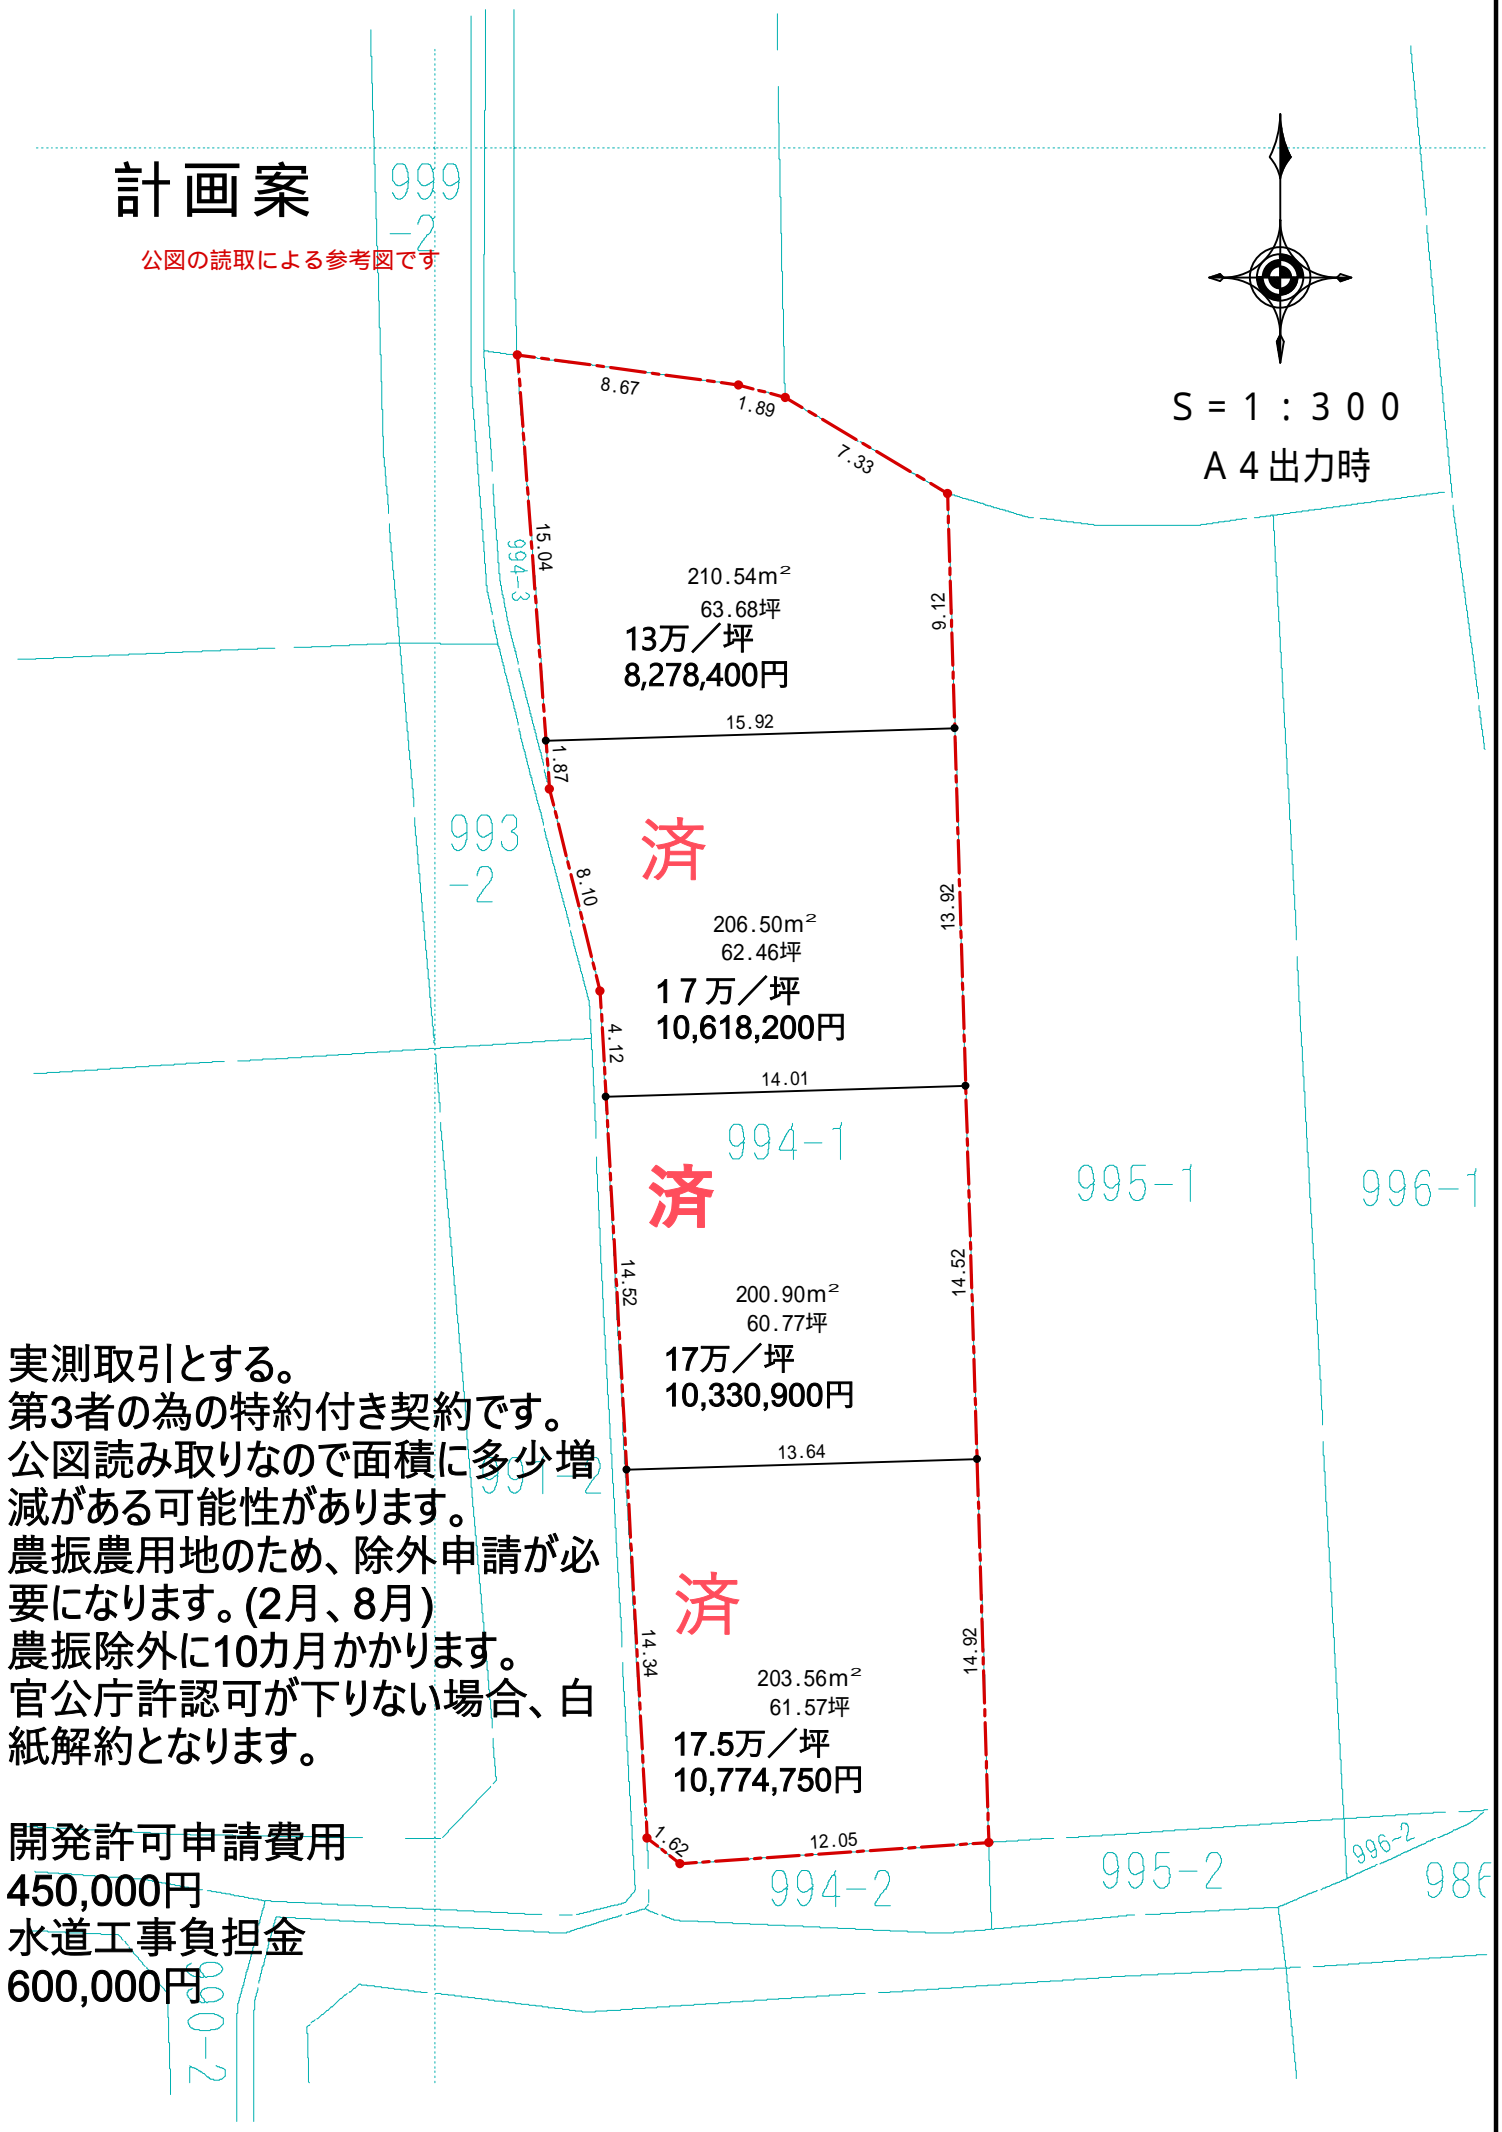 計画案
999
-2
公図の読取による参考図です
S=1:300
A4出力時
8.67
1.89
7.33
15.04
994-3
9.12
210.54m²
63.68坪
13万／坪
8,278,400円
15.92
1.87
993
-2
済
8.10
13.92
206.50m²
62.46坪
17万／坪
10,618,200円
4.12
14.01
994-1
995-1
996-1
済
14.52
14.52
200.90m²
60.77坪
17万／坪
10,330,900円
13.64
991-2
実測取引とする。
第3者の為の特約付き契約です。
公図読み取りなので面積に多少増
減がある可能性があります。
農振農用地のため、除外申請が必
要になります。(2月、8月)
農振除外に10カ月かかります。
官公庁許認可が下りない場合、白
紙解約となります。
済
14.34
14.92
203.56m²
61.57坪
17.5万／坪
10,774,750円
1.62
12.05
994-2
995-2
996-2
986
開発許可申請費用
450,000円
水道工事負担金
600,000円
990-2